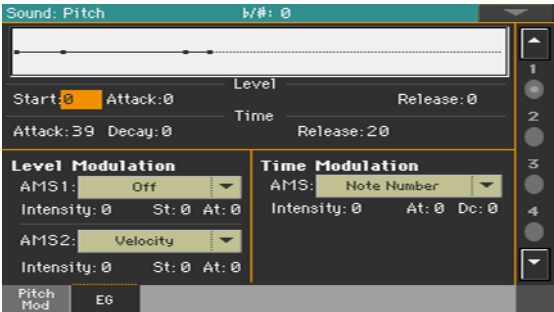 Sound: Pitch ♭/#: 0
Level
Start:0 Attack:0 Release:0
Time
Attack:39 Decay:0 Release:20
Level Modulation
AMS1: Off
Intensity:0 St:0 At:0
AMS2: Velocity
Intensity:0 St:0 At:0
Time Modulation
AMS: Note Number
Intensity:0 At:0 Dc:0
1
2
3
4
Pitch Mod
EG